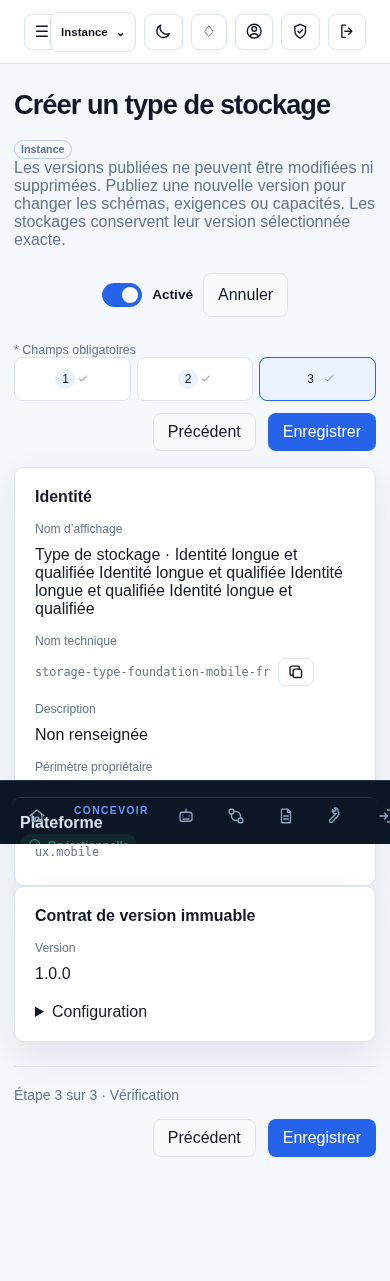 Instance
Créer un type de stockage
Instance
Les versions publiées ne peuvent être modifiées ni
supprimées. Publiez une nouvelle version pour
changer les schémas, exigences ou capacités. Les
stockages conservent leur version sélectionnée
exacte.
Activé
Annuler
* Champs obligatoires
1
2
3
Précédent
Enregistrer
Identité
Nom d’affichage
Type de stockage · Identité longue et
qualifiée Identité longue et qualifiée Identité
longue et qualifiée Identité longue et
qualifiée
Nom technique
storage-type-foundation-mobile-fr
Description
Non renseignée
Périmètre propriétaire
CONCEVOIR
Plateforme
Opérationnelle
ux.mobile
Contrat de version immuable
Version
1.0.0
Configuration
Étape 3 sur 3 · Vérification
Précédent
Enregistrer